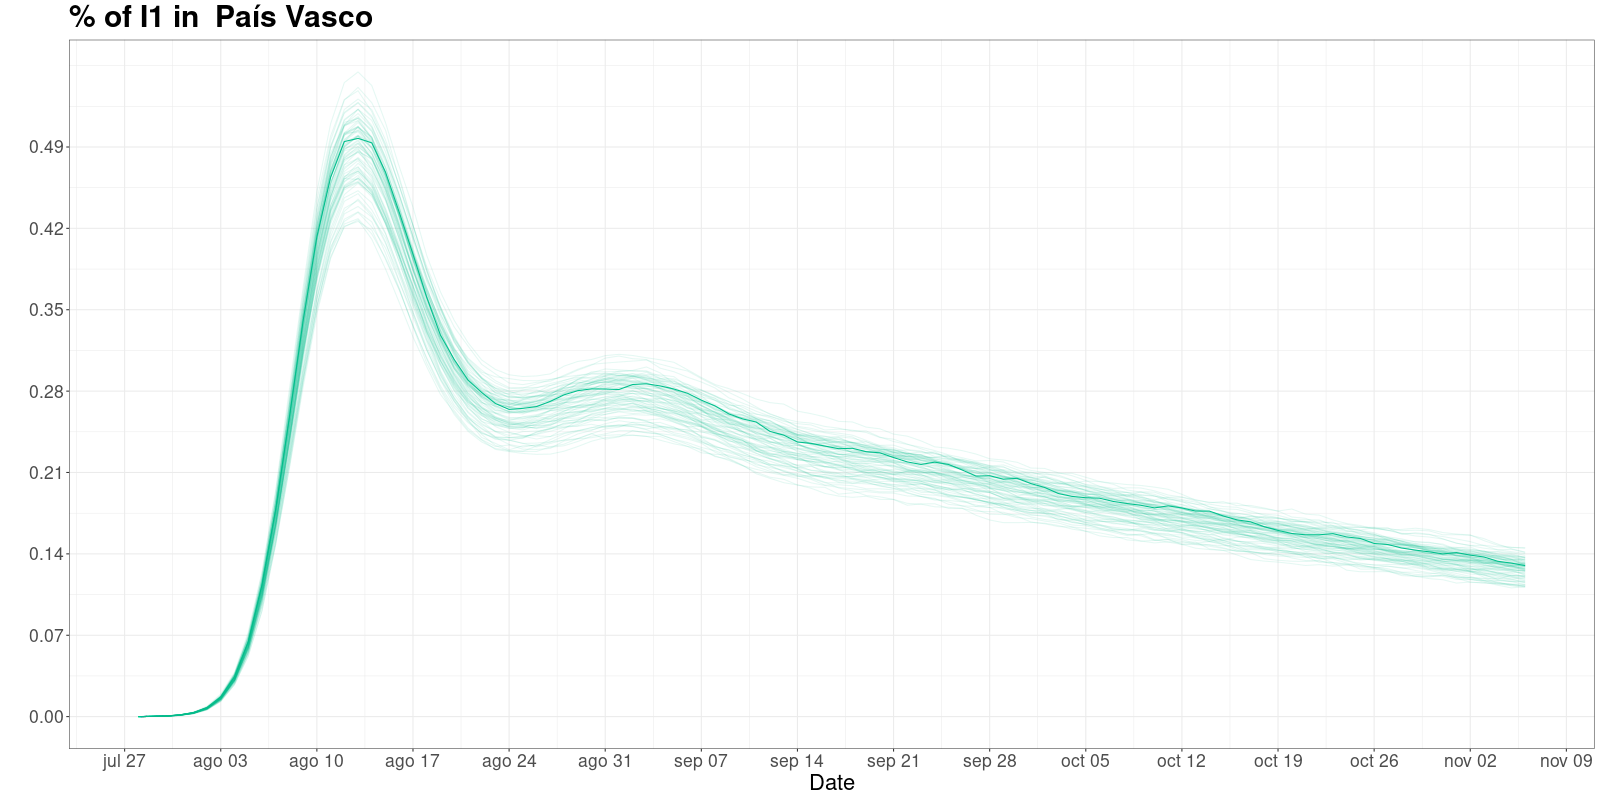 % of I1 in  País Vasco
0.49
0.42
0.35
0.28
0.21
0.14
0.07
0.00
jul 27 ago 03 ago 10 ago 17 ago 24 ago 31 sep 07 sep 14 sep 21 sep 28 oct 05 oct 12 oct 19 oct 26 nov 02 nov 09
Date